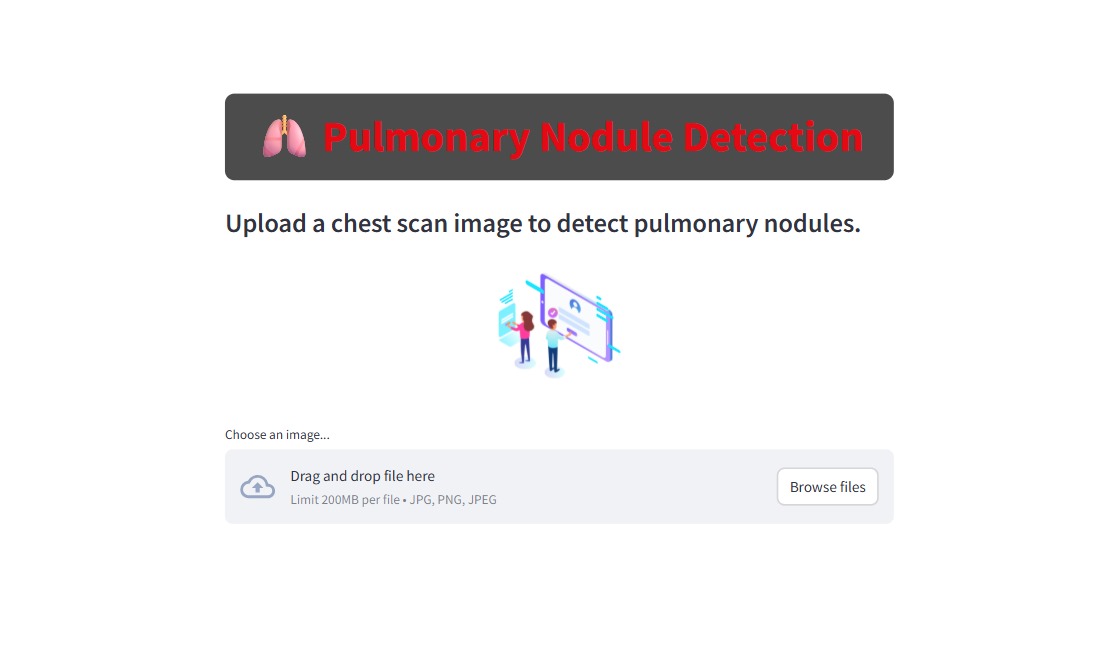 Pulmonary Nodule Detection
Upload a chest scan image to detect pulmonary nodules.
Choose an image...
Drag and drop file here
Limit 200MB per file • JPG, PNG, JPEG
Browse files